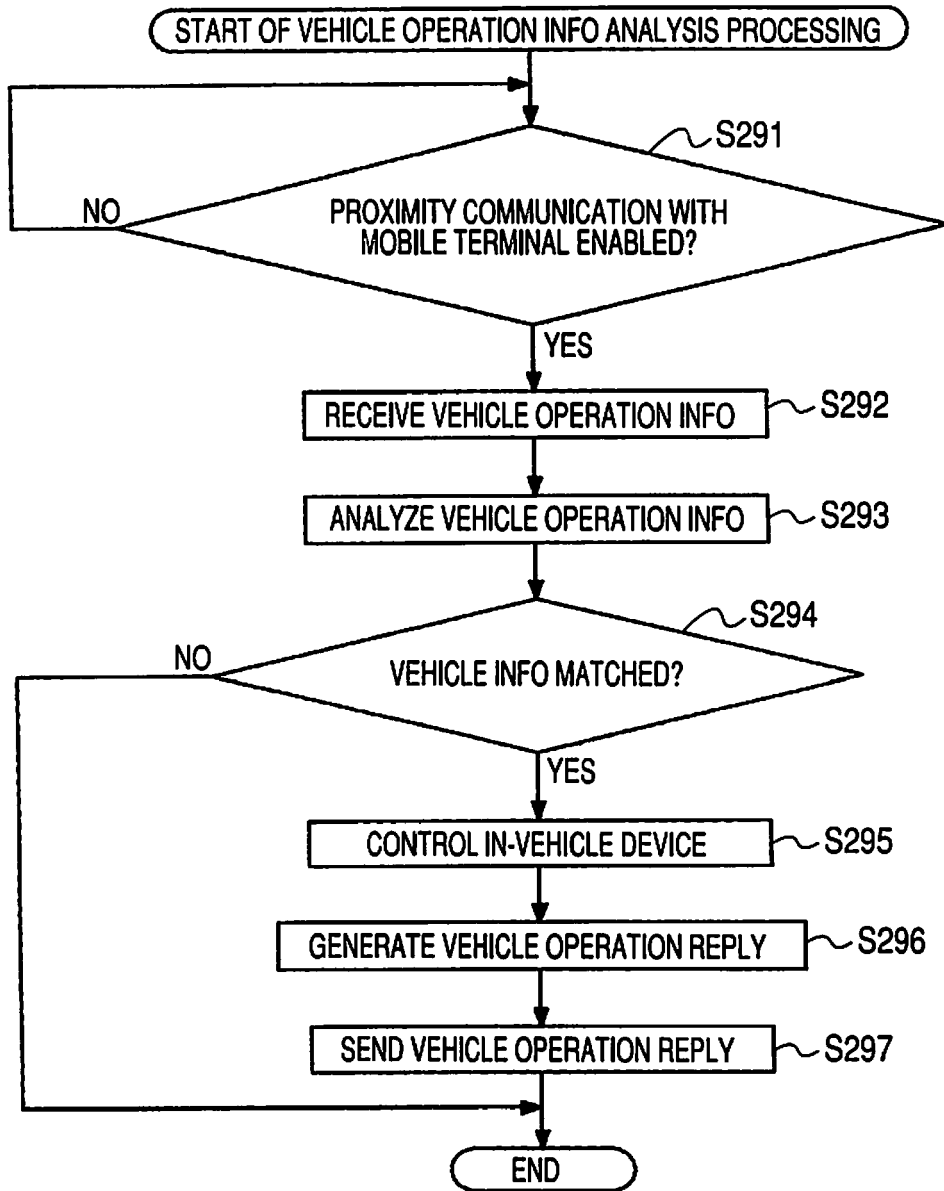 START OF VEHICLE OPERATION INFO ANALYSIS PROCESSING
S291
NO
PROXIMITY COMMUNICATION WITH
MOBILE TERMINAL ENABLED?
YES
RECEIVE VEHICLE OPERATION INFO
S292
ANALYZE VEHICLE OPERATION INFO
S293
S294
NO
VEHICLE INFO MATCHED?
YES
CONTROL IN-VEHICLE DEVICE
S295
GENERATE VEHICLE OPERATION REPLY
S296
SEND VEHICLE OPERATION REPLY
S297
END